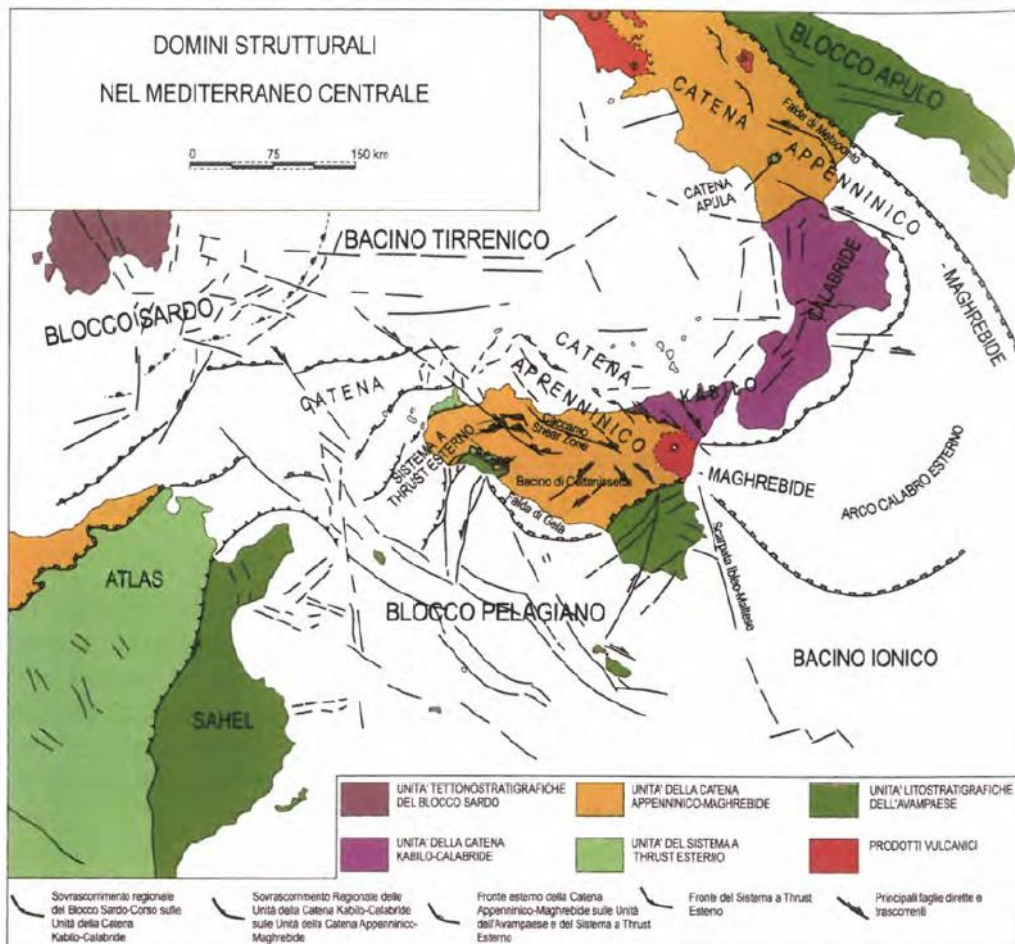 DOMINI STRUTTURALI
NEL MEDITERRANEO CENTRALE
0 75 150 km
BLOCCO APULO
CATENA
Falda di Metaponto
APPENNINICO
CATENA
APULA
- MAGHREBIDE
BACINO TIRRENICO
CALABRIDE
BLOCCO SARDO
CATENA
KABILO
CATENA
APPENNINICO
SISTEMA A
THRUST ESTERNO
Shear Zone
Bacino di Caltanissetta
Falda di Gela
- MAGHREBIDE
ARCO CALABRO ESTERNO
Scarpata Ibleo-Maltese
ATLAS
BLOCCO PELAGIANO
BACINO IONICO
SAHEL
UNITA' TETTONOSTRATIGRAFICHE
DEL BLOCCO SARDO
UNITA' DELLA CATENA
APPENNINICO-MAGHREBIDE
UNITA' LITOSTRATIGRAFICHE
DELL'AVAMPAESE
UNITA' DELLA CATENA
KABILO-CALABRIDE
UNITA' DEL SISTEMA A
THRUST ESTERNO
PRODOTTI VULCANICI
Sovrascorrimento regionale
del Blocco Sardo-Corso sulle
Unità della Catena
Kabilo-Calabride
Sovrascorrimento Regionale delle
Unità della Catena Kabilo-Calabride
sulle Unità della Catena Appenninico-
Maghrebide
Fronte esterno della Catena
Appenninico-Maghrebide sulle Unità
dell'Avampaese e del Sistema a Thrust
Esterno
Fronte del Sistema a Thrust
Esterno
Principali faglie dirette e
trascorrenti